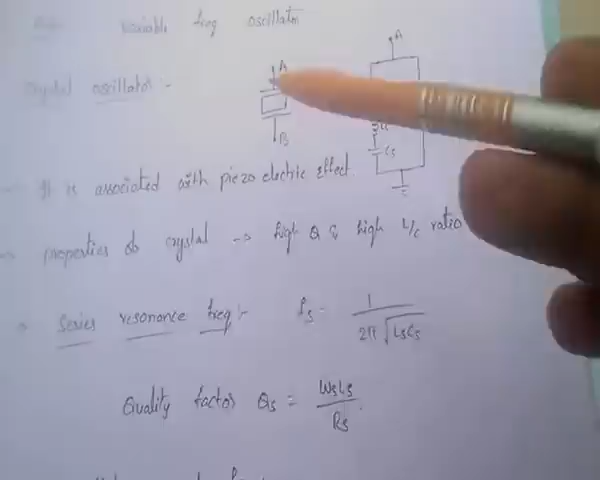 variable freq oscillator
crystal oscillator :-
A
B
A
Cs
It is associated with piezo electric effect.
properties of crystal → high Q & high L/C ratio
Series resonance freq :- fs = 1 / 2π √LsCs
Quality factor Qs = WsLs / Rs